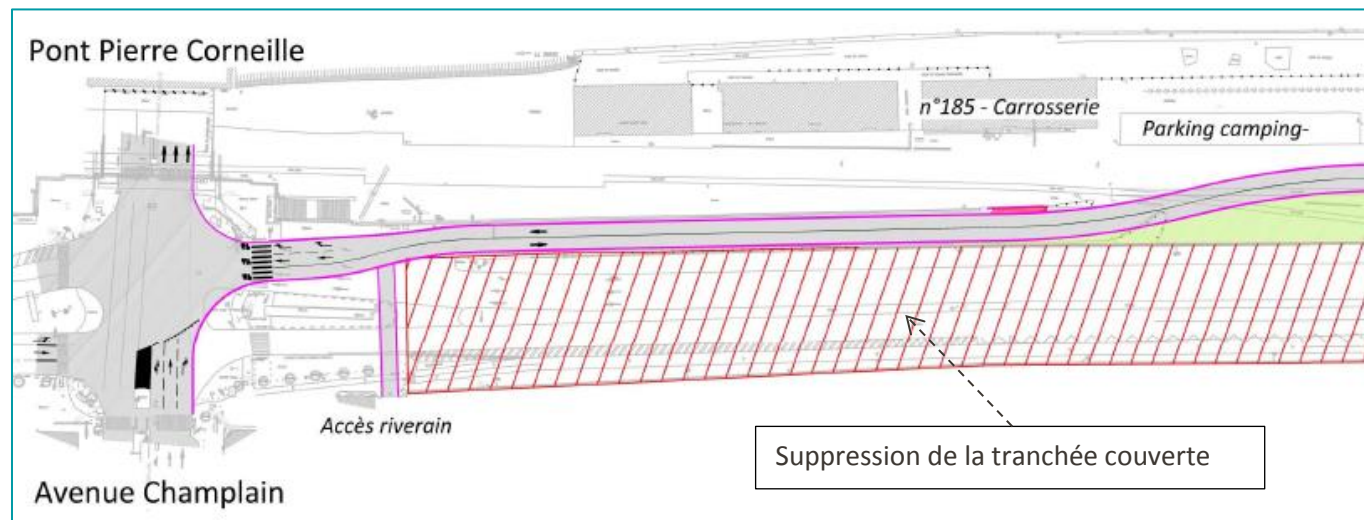 Pont Pierre Corneille
n°185 - Carrosserie
Parking camping-
Accès riverain
Suppression de la tranchée couverte
Avenue Champlain